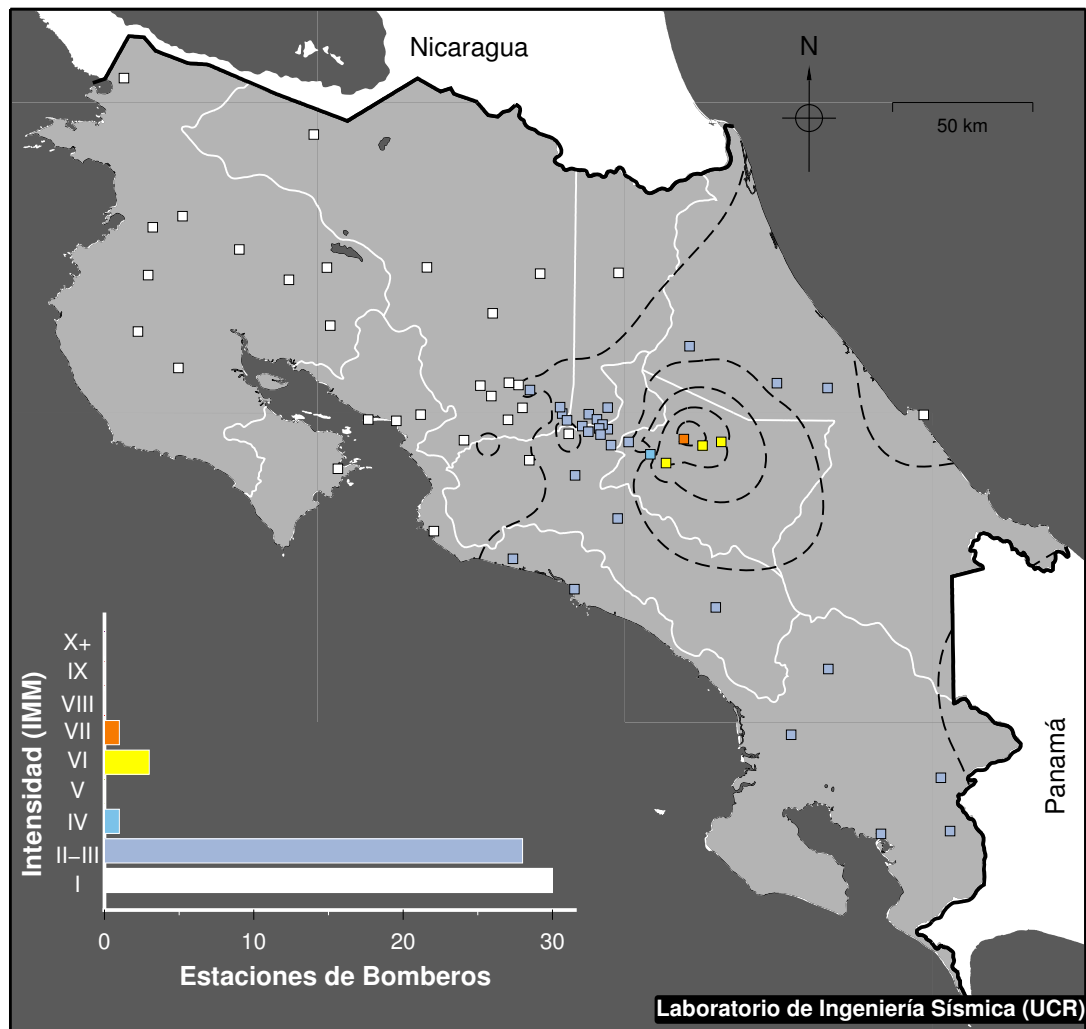 Nicaragua
N
50 km
Panamá
Intensidad (IMM)
X+
IX
VIII
VII
VI
V
IV
II–III
I
0 10 20 30
Estaciones de Bomberos
Laboratorio de Ingeniería Sísmica (UCR)